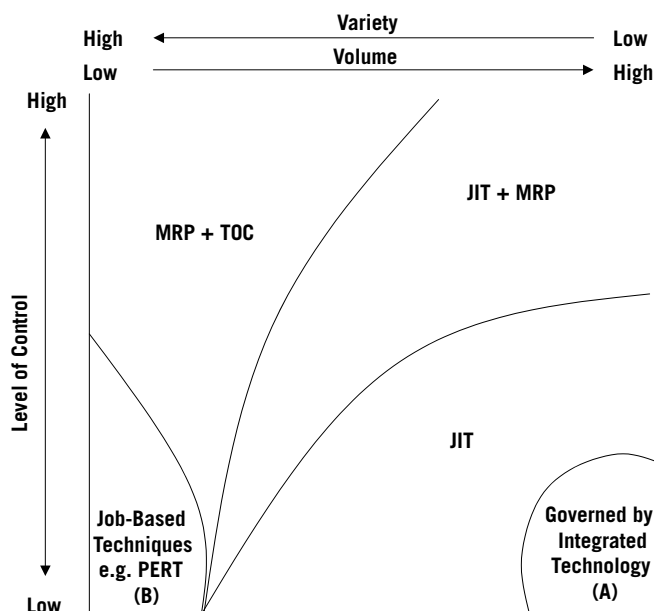 Variety
High
Low
Volume
Low
High
High
JIT + MRP
MRP + TOC
Level of Control
JIT
Job-Based
Techniques
e.g. PERT
(B)
Governed by
Integrated
Technology
(A)
Low